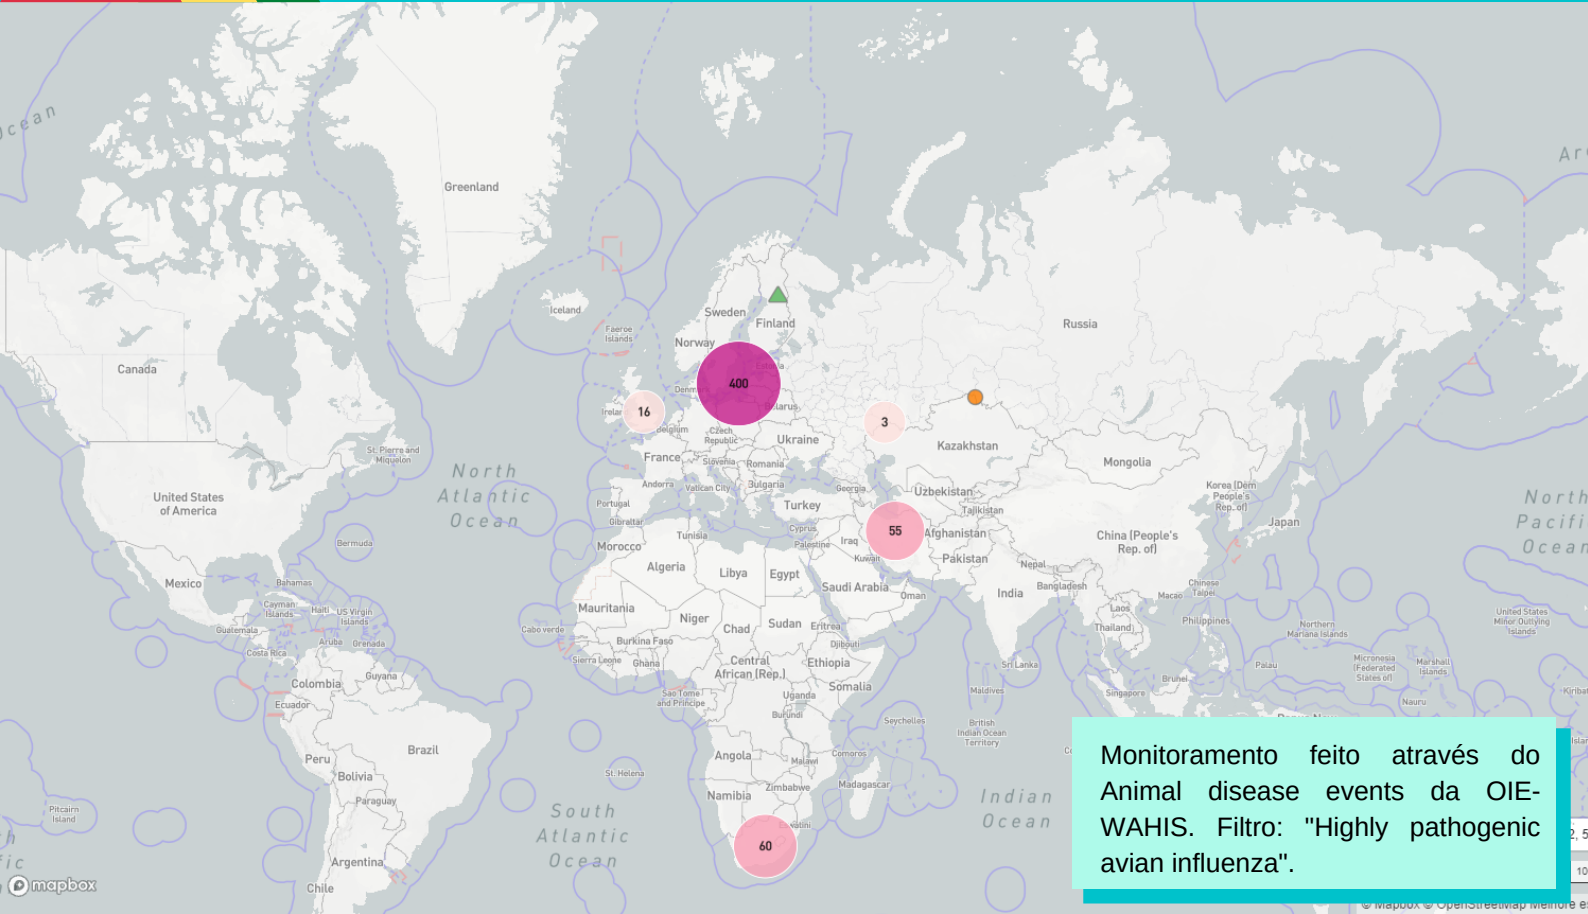 Greenland
Iceland
Sweden
Finland
Russia
Faeroe
Islands
Norway
Canada
400
16
3
Ukraine
Czech
Republic
France
Slovenia
Romania
Kazakhstan
Mongolia
St. Pierre and
Miquelon
North
Atlantic
Ocean
United States
of America
Andorra
Vatican City
Bulgaria
Georgia
Uzbekistan
Korea (Dem
People's
Rep. of)
Portugal
Gibraltar
Turkey
Tajikistan
Japan
Bermuda
Tunisia
Cyprus
Palestine
Iraq
55
Afghanistan
China (People's
Rep. of)
Morocco
Kuwait
Pakistan
Algeria
Libya
Egypt
Nepal
Mexico
Bahamas
Saudi Arabia
Oman
India
Bangladesh
Chinese
Taipei
Macao
Cayman
Islands
Haiti
US Virgin
Islands
Mauritania
Niger
Chad
Sudan
Eritrea
Laos
Thailand
Philippines
Northern
Mariana Islands
United States
Minor Outlying
Islands
Guatemala
Cabo verde
Aruba
Grenada
Burkina Faso
Djibouti
Costa Rica
Sierra Leone
Ghana
Central
African (Rep.)
Ethiopia
Sri Lanka
Palau
Micronesia
(Federated
States of)
Marshall
Islands
Colombia
Guyana
Somalia
Sao Tome
and Principe
Uganda
Maldives
Singapore
Brunei
Nauru
Ecuador
Burundi
Seychelles
British
Indian Ocean
Territory
Peru
Brazil
Angola
Malawi
Comoros
Bolivia
St. Helena
Zimbabwe
Madagascar
Namibia
Paraguay
Pitcairn
Island
South
Atlantic
Ocean
Indian
Ocean
60
Argentina
Chile
mapbox
Monitoramento feito através do
Animal disease events da OIE-
WAHIS. Filtro: "Highly pathogenic
avian influenza".